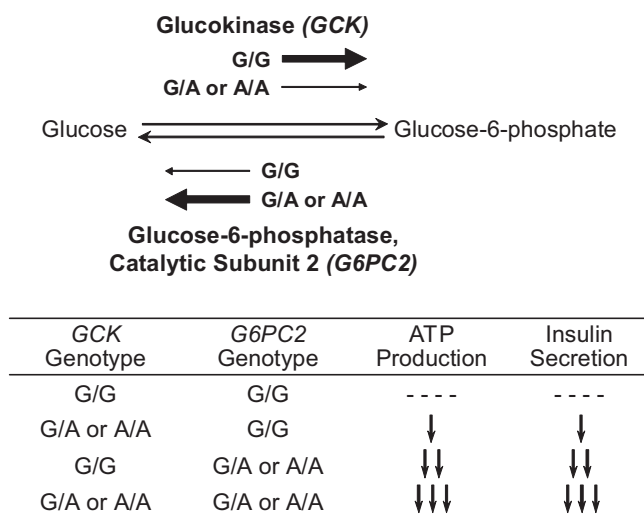 Glucokinase (GCK)
G/G
G/A or A/A
Glucose Glucose-6-phosphate
G/G
G/A or A/A
Glucose-6-phosphatase,
Catalytic Subunit 2 (G6PC2)
GCK G6PC2 ATP Insulin
Genotype Genotype Production Secretion
G/G G/G - - - - - - - -
G/A or A/A G/G ↓ ↓
G/G G/A or A/A ↓↓ ↓↓
G/A or A/A G/A or A/A ↓↓↓ ↓↓↓